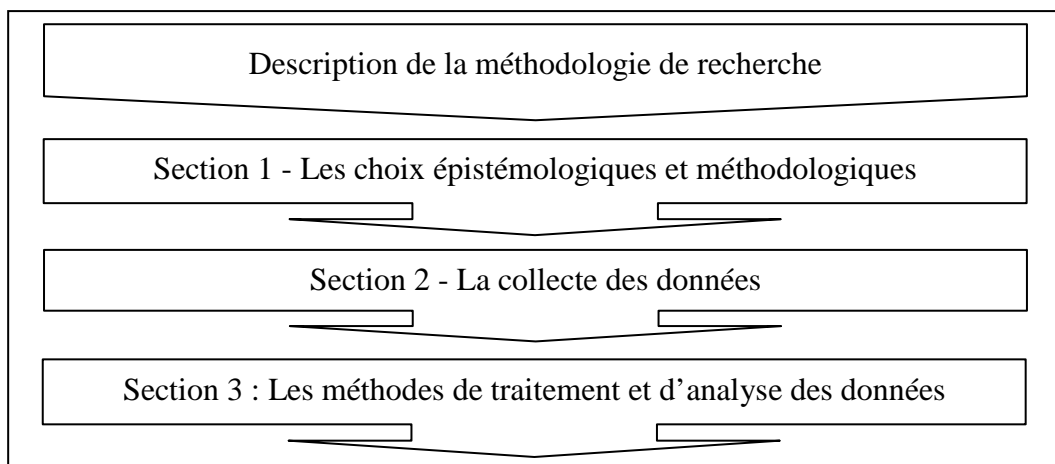 Description de la méthodologie de recherche
Section 1 - Les choix épistémologiques et méthodologiques
Section 2 - La collecte des données
Section 3 : Les méthodes de traitement et d’analyse des données